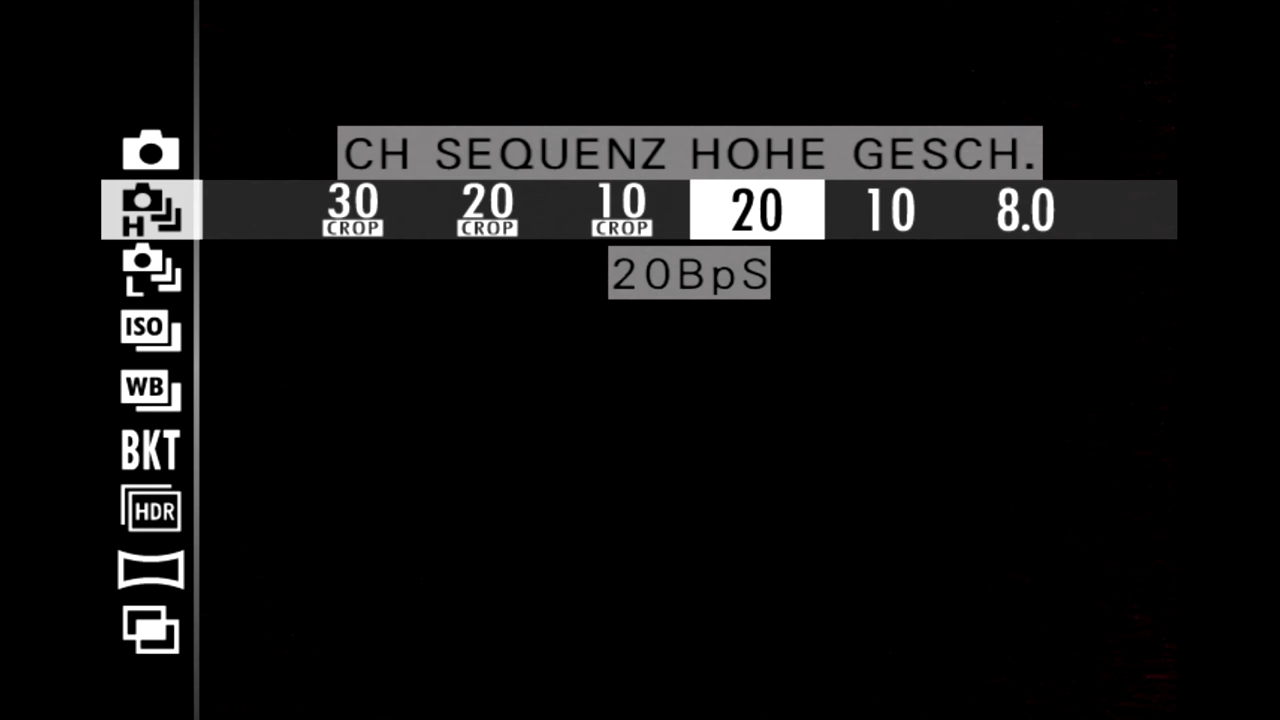 CH SEQUENZ HOHE GESCH.
H
30 20 10 20 10 8.0
CROP CROP CROP
20BpS
L
ISO
WB
BKT
HDR